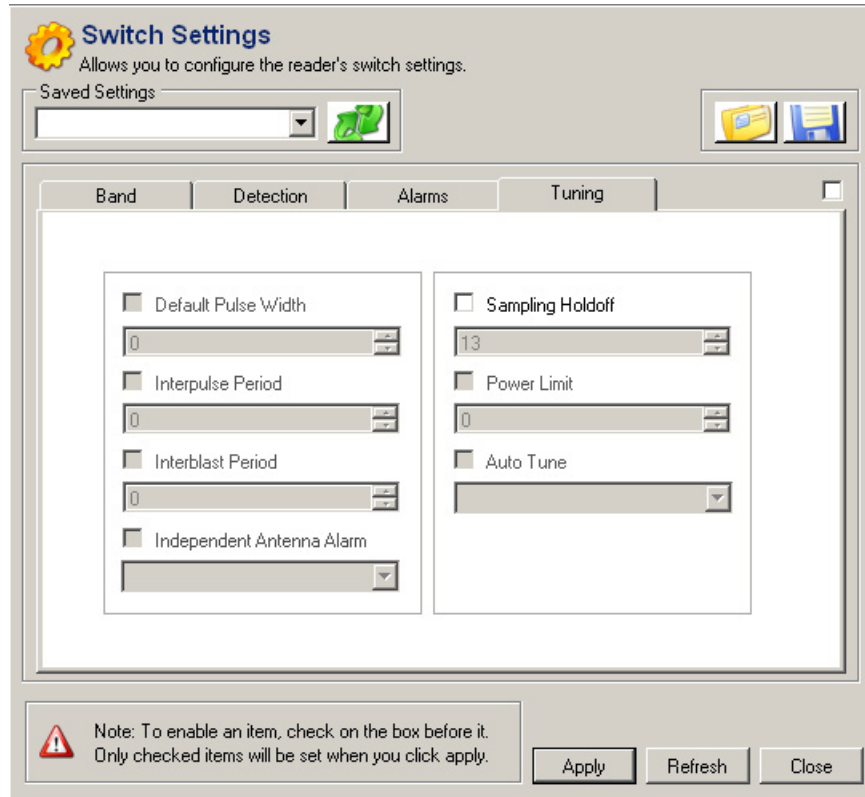 Switch Settings
Allows you to configure the reader's switch settings.
Saved Settings
Band
Detection
Alarms
Tuning
Default Pulse Width
0
Interpulse Period
0
Interblast Period
0
Independent Antenna Alarm
Sampling Holdoff
13
Power Limit
0
Auto Tune
Note: To enable an item, check on the box before it.
Only checked items will be set when you click apply.
Apply
Refresh
Close